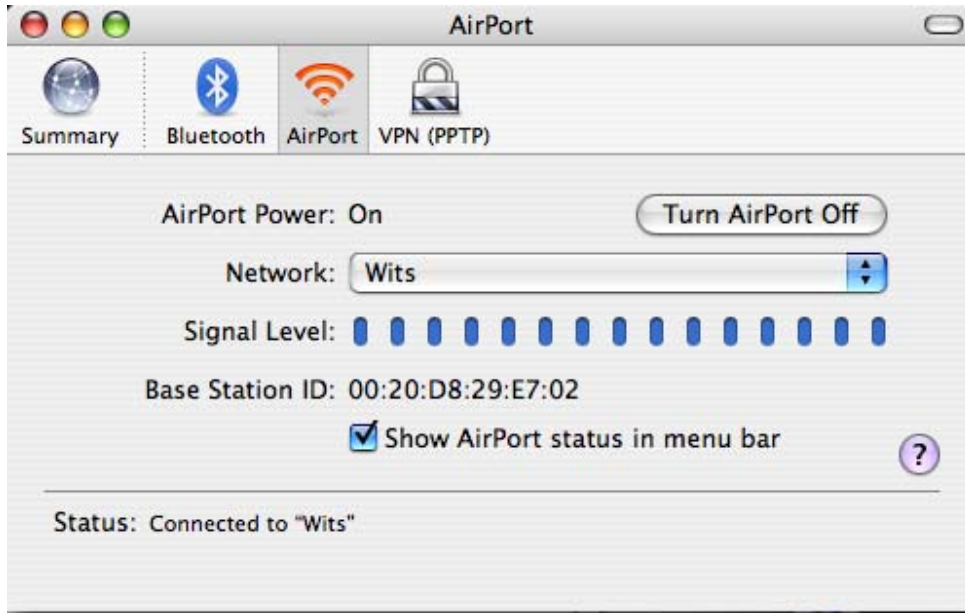 AirPort
Summary Bluetooth AirPort VPN (PPTP)
AirPort Power: On Turn AirPort Off
Network: Wits
Signal Level:
Base Station ID: 00:20:D8:29:E7:02
Show AirPort status in menu bar
?
Status: Connected to "Wits"